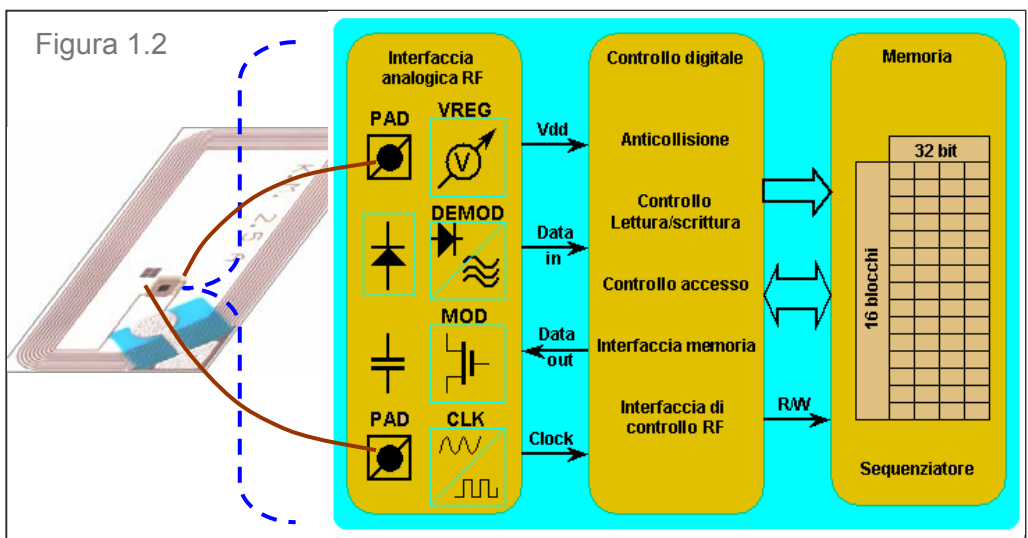 Figura 1.2
Interfaccia
analogica RF
PAD
VREG
V
DEMOD
MOD
PAD
CLK
Vdd
Data
in
Data
out
Clock
Controllo digitale
Anticollisione
Controllo
Lettura/scrittura
Controllo accesso
Interfaccia memoria
Interfaccia di
controllo RF
R/W
Memoria
32 bit
16 blocchi
Sequenziatore